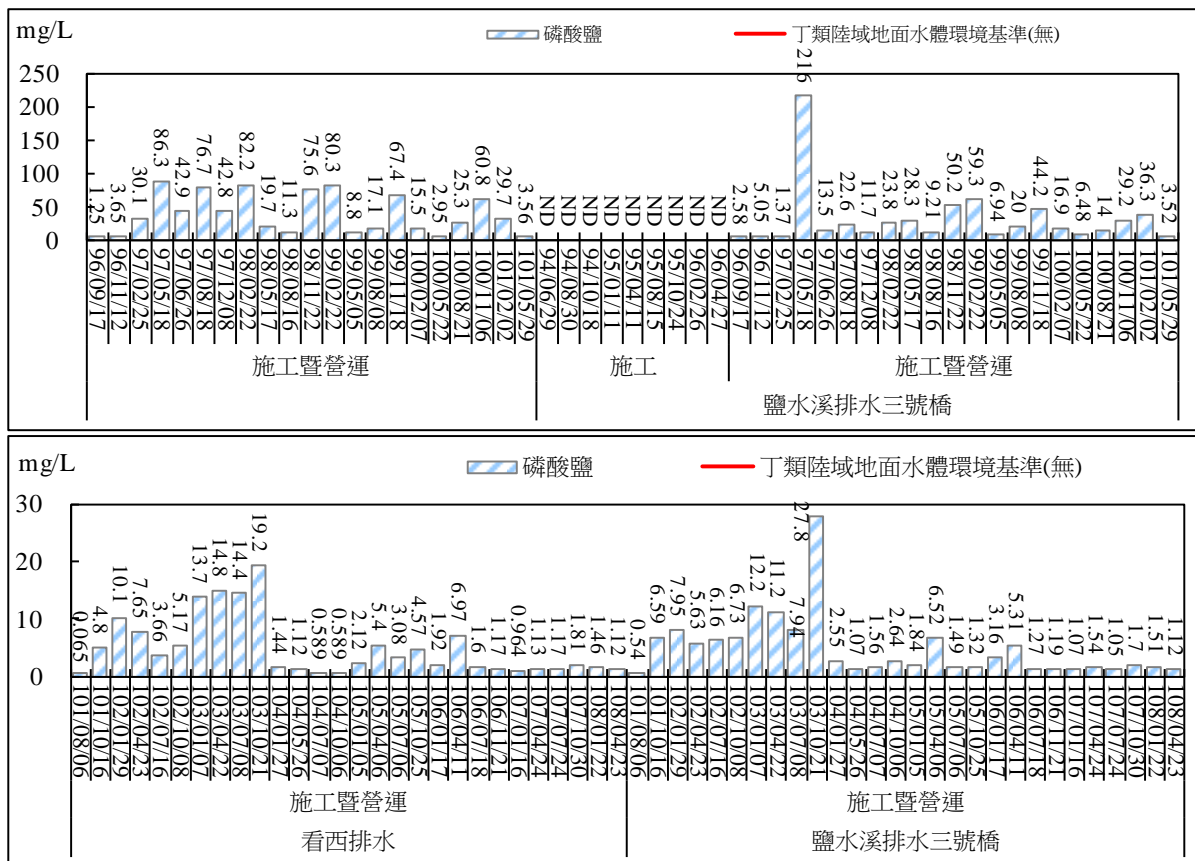 mg/L
磷酸鹽 丁類陸域地面水體環境基準(無)
250
200
150
100
50
0
1.25 3.65 30.1 86.3 42.9 76.7 42.8 82.2 19.7 11.3 75.6 80.3 8.8 17.1 67.4 15.5 2.95 25.3 60.8 29.7 3.56 ND ND ND ND ND ND ND ND ND 2.58 5.05 1.37 216 13.5 22.6 11.7 23.8 28.3 9.21 50.2 59.3 6.94 20 44.2 16.9 6.48 14 29.2 36.3 3.52
96/09/17 96/11/12 97/02/25 97/05/18 97/06/26 97/08/18 97/12/08 98/02/22 98/05/17 98/08/16 98/11/22 99/02/22 99/05/05 99/08/08 99/11/18 100/02/07 100/05/22 100/08/21 100/11/06 101/02/02 101/05/29 94/06/29 94/08/30 94/10/18 95/01/11 95/04/11 95/08/15 95/10/24 96/02/26 96/04/27 96/09/17 96/11/12 97/02/25 97/05/18 97/06/26 97/08/18 97/12/08 98/02/22 98/05/17 98/08/16 98/11/22 99/02/22 99/05/05 99/08/08 99/11/18 100/02/07 100/05/22 100/08/21 100/11/06 101/02/02 101/05/29
施工暨營運 施工 施工暨營運
鹽水溪排水三號橋
mg/L
磷酸鹽 丁類陸域地面水體環境基準(無)
30
20
10
0
0.065 4.8 10.1 7.65 3.66 5.17 13.7 14.8 14.4 19.2 1.44 1.12 0.589 0.589 2.12 5.4 3.08 4.57 1.92 6.97 1.6 1.17 0.964 1.13 1.17 1.81 1.46 1.12 0.54 6.59 7.95 5.63 6.16 6.73 12.2 11.2 7.94 27.8 2.55 1.07 1.56 2.64 1.84 6.52 1.49 1.32 3.16 5.31 1.27 1.19 1.07 1.54 1.05 1.7 1.51 1.12
101/08/06 101/10/16 102/01/29 102/04/23 102/07/16 102/10/08 103/01/07 103/04/22 103/07/08 103/10/21 104/01/27 104/05/26 104/07/07 104/10/06 105/01/05 105/04/06 105/07/06 105/10/25 106/01/17 106/04/11 106/07/18 106/11/21 107/01/16 107/04/24 107/07/24 107/10/30 108/01/22 108/04/23 101/08/06 101/10/16 102/01/29 102/04/23 102/07/16 102/10/08 103/01/07 103/04/22 103/07/08 103/10/21 104/01/27 104/05/26 104/07/07 104/10/06 105/01/05 105/04/06 105/07/06 105/10/25 106/01/17 106/04/11 106/07/18 106/11/21 107/01/16 107/04/24 107/07/24 107/10/30 108/01/22 108/04/23
施工暨營運 施工暨營運
看西排水 鹽水溪排水三號橋